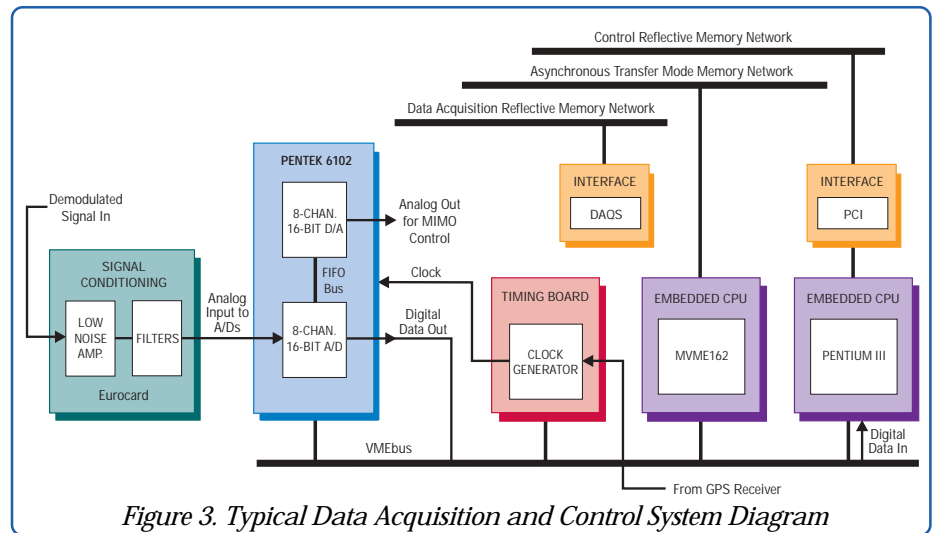 Control Reflective Memory Network
Asynchronous Transfer Mode Memory Network
Data Acquisition Reflective Memory Network
PENTEK 6102
8-CHAN.
16-BIT D/A
FIFO
Bus
8-CHAN.
16-BIT A/D
Demodulated
Signal In
SIGNAL
CONDITIONING
LOW
NOISE
AMP.
FILTERS
Eurocard
Analog
Input to
A/Ds
Analog Out
for MIMO
Control
Clock
Digital
Data Out
INTERFACE
DAQS
INTERFACE
PCI
TIMING BOARD
CLOCK
GENERATOR
EMBEDDED CPU
MVME162
EMBEDDED CPU
PENTIUM III
VMEbus
Digital
Data In
From GPS Receiver
Figure 3. Typical Data Acquisition and Control System Diagram